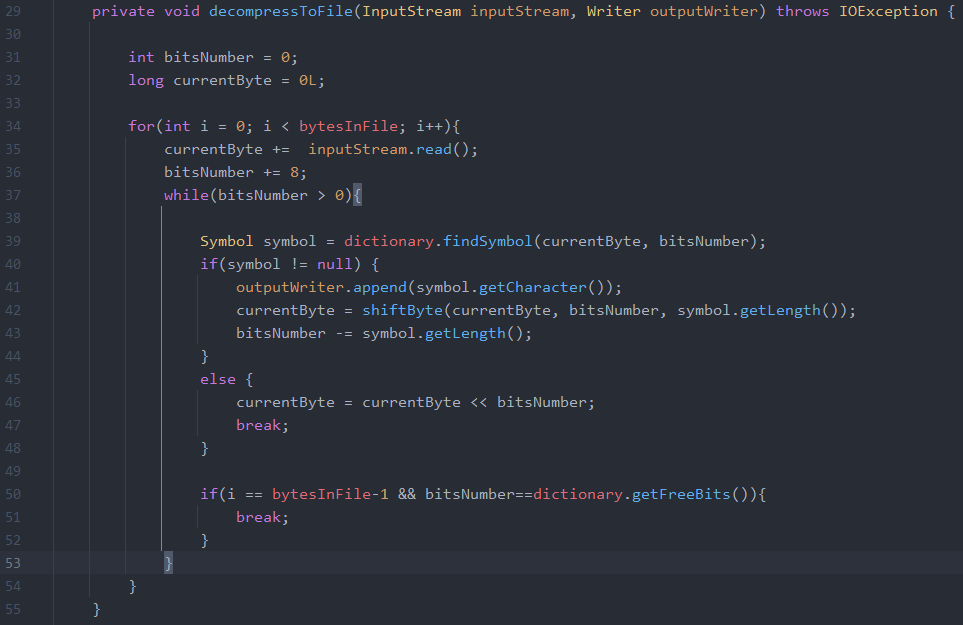 29 private void decompressToFile(InputStream inputStream, Writer outputWriter) throws IOException {
30
31 int bitsNumber = 0;
32 long currentByte = 0L;
33
34 for(int i = 0; i < bytesInFile; i++){
35 currentByte +=  inputStream.read();
36 bitsNumber += 8;
37 while(bitsNumber > 0){
38
39 Symbol symbol = dictionary.findSymbol(currentByte, bitsNumber);
40 if(symbol != null) {
41 outputWriter.append(symbol.getCharacter());
42 currentByte = shiftByte(currentByte, bitsNumber, symbol.getLength());
43 bitsNumber -= symbol.getLength();
44 }
45 else {
46 currentByte = currentByte << bitsNumber;
47 break;
48 }
49
50 if(i == bytesInFile-1 && bitsNumber==dictionary.getFreeBits()){
51 break;
52 }
53 }
54 }
55 }